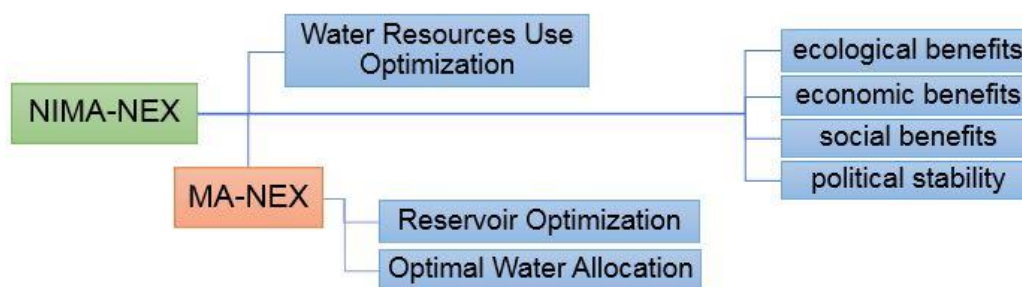 Water Resources Use
Optimization
NIMA-NEX
MA-NEX
Reservoir Optimization
Optimal Water Allocation
ecological benefits
economic benefits
social benefits
political stability